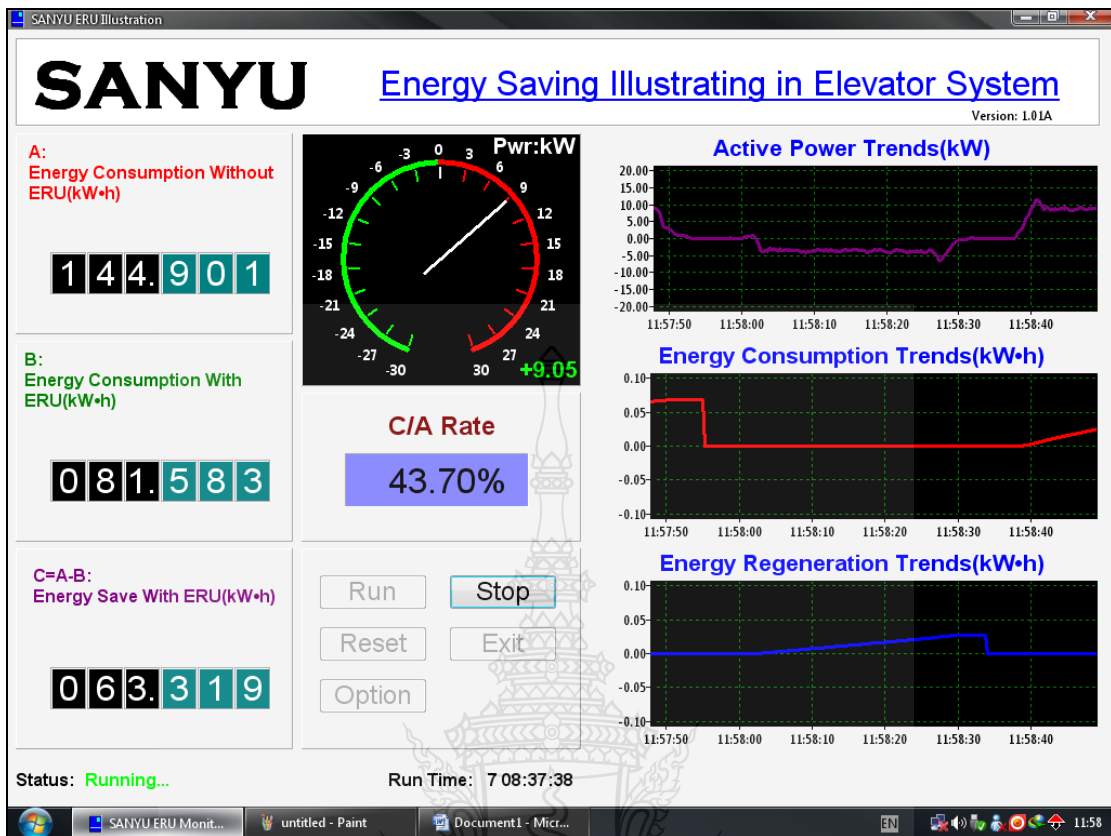 SANYU ERU Illustration
SANYU
Energy Saving Illustrating in Elevator System
Version: 1.01A
A:
Energy Consumption Without
ERU(kW•h)
144.901
B:
Energy Consumption With
ERU(kW•h)
081.583
C=A-B:
Energy Save With ERU(kW•h)
063.319
Pwr:kW
-30
-27
-24
-21
-18
-15
-12
-9
-6
-3
0
3
6
9
12
15
18
21
24
27
30
+9.05
C/A Rate
43.70%
Run
Stop
Reset
Exit
Option
Active Power Trends(kW)
20.00
15.00
10.00
5.00
0.00
-5.00
-10.00
-15.00
-20.00
11:57:50 11:58:00 11:58:10 11:58:20 11:58:30 11:58:40
Energy Consumption Trends(kW•h)
0.10
0.05
0.00
-0.05
-0.10
11:57:50 11:58:00 11:58:10 11:58:20 11:58:30 11:58:40
Energy Regeneration Trends(kW•h)
0.10
0.05
0.00
-0.05
-0.10
11:57:50 11:58:00 11:58:10 11:58:20 11:58:30 11:58:40
Status: Running...
Run Time: 7 08:37:38
SANYU ERU Monit...
untitled - Paint
Document1 - Micr...
EN
11:58